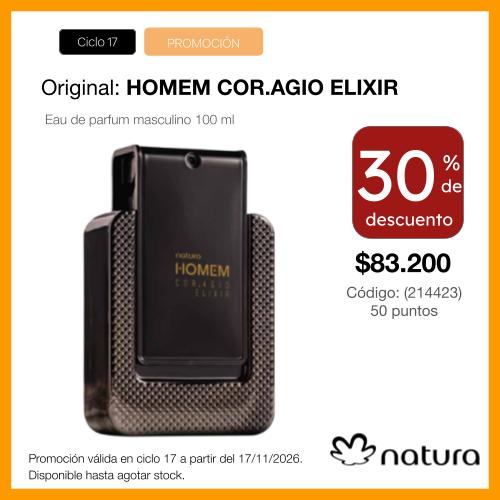 Ciclo 17
PROMOCIÓN
Original: HOMEM COR.AGIO ELIXIR
Eau de parfum masculino 100 ml
30 % de
descuento
$83.200
Código: (214423)
50 puntos
natura
HOMEM
COR.AGIO
ELIXIR
Promoción válida en ciclo 17 a partir del 17/11/2026.
Disponible hasta agotar stock.
natura